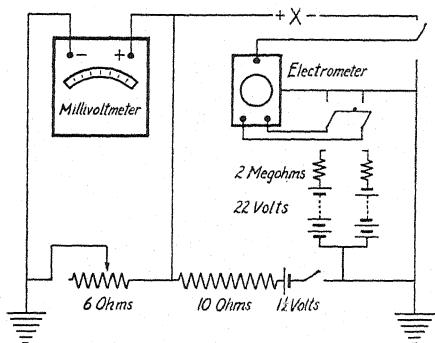 + X -
- +
Millivoltmeter
Electrometer
2 Megohms
22 Volts
6 Ohms
10 Ohms
1½ Volts